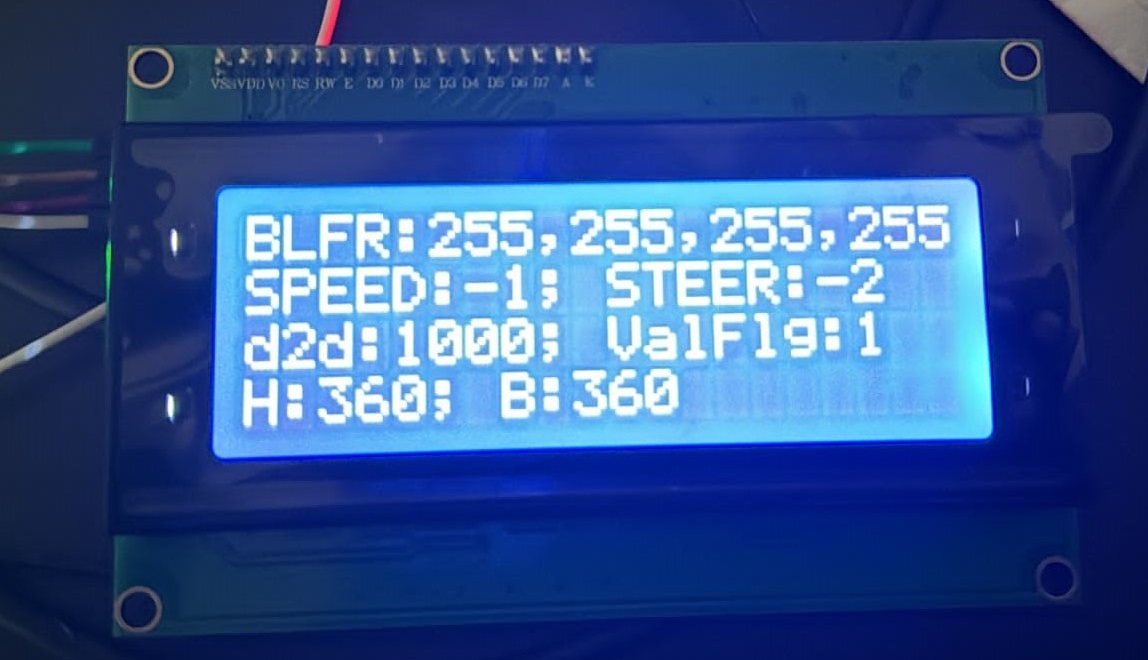 VSS VDD V0 RS RW E D0 D1 D2 D3 D4 D5 D6 D7 A K
BLFR:255,255,255,255
SPEED:-1; STEER:-2
d2d:1000; ValFlg:1
H:360; B:360